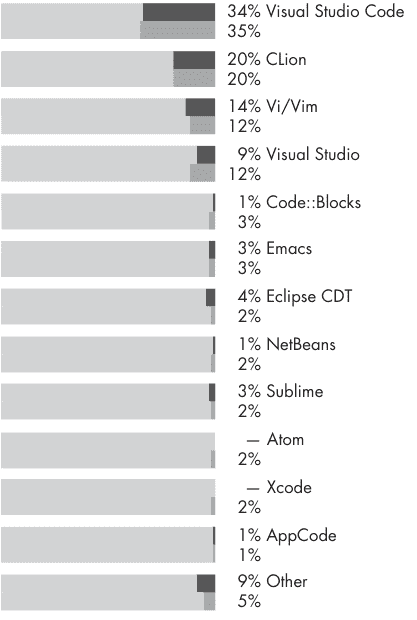 34% Visual Studio Code
35%
20% CLion
20%
14% Vi/Vim
12%
9% Visual Studio
12%
1% Code::Blocks
3%
3% Emacs
3%
4% Eclipse CDT
2%
1% NetBeans
2%
3% Sublime
2%
— Atom
2%
— Xcode
2%
1% AppCode
1%
9% Other
5%